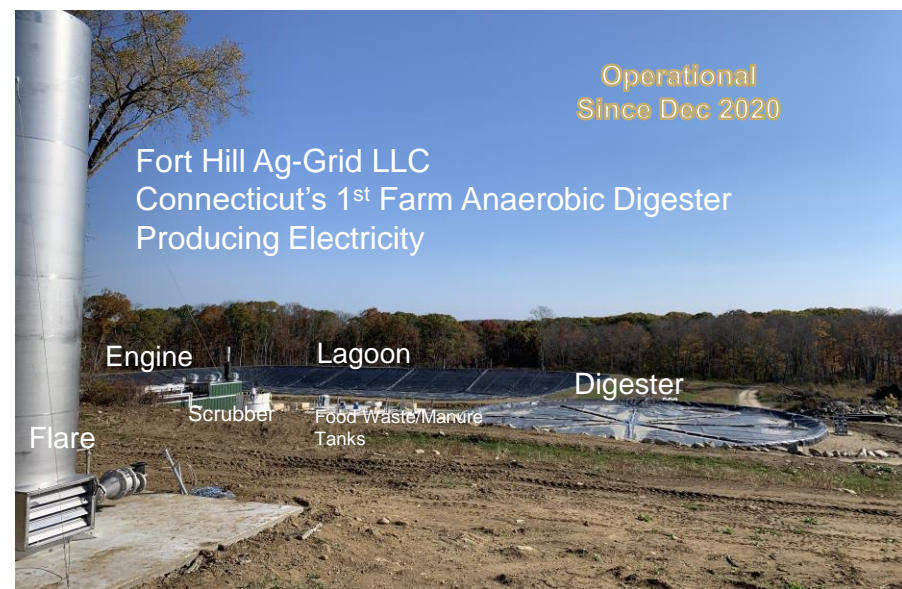 Operational
Since Dec 2020
Fort Hill Ag-Grid LLC
Connecticut's 1st Farm Anaerobic Digester
Producing Electricity
Engine
Lagoon
Digester
Scrubber
Food Waste/Manure
Tanks
Flare